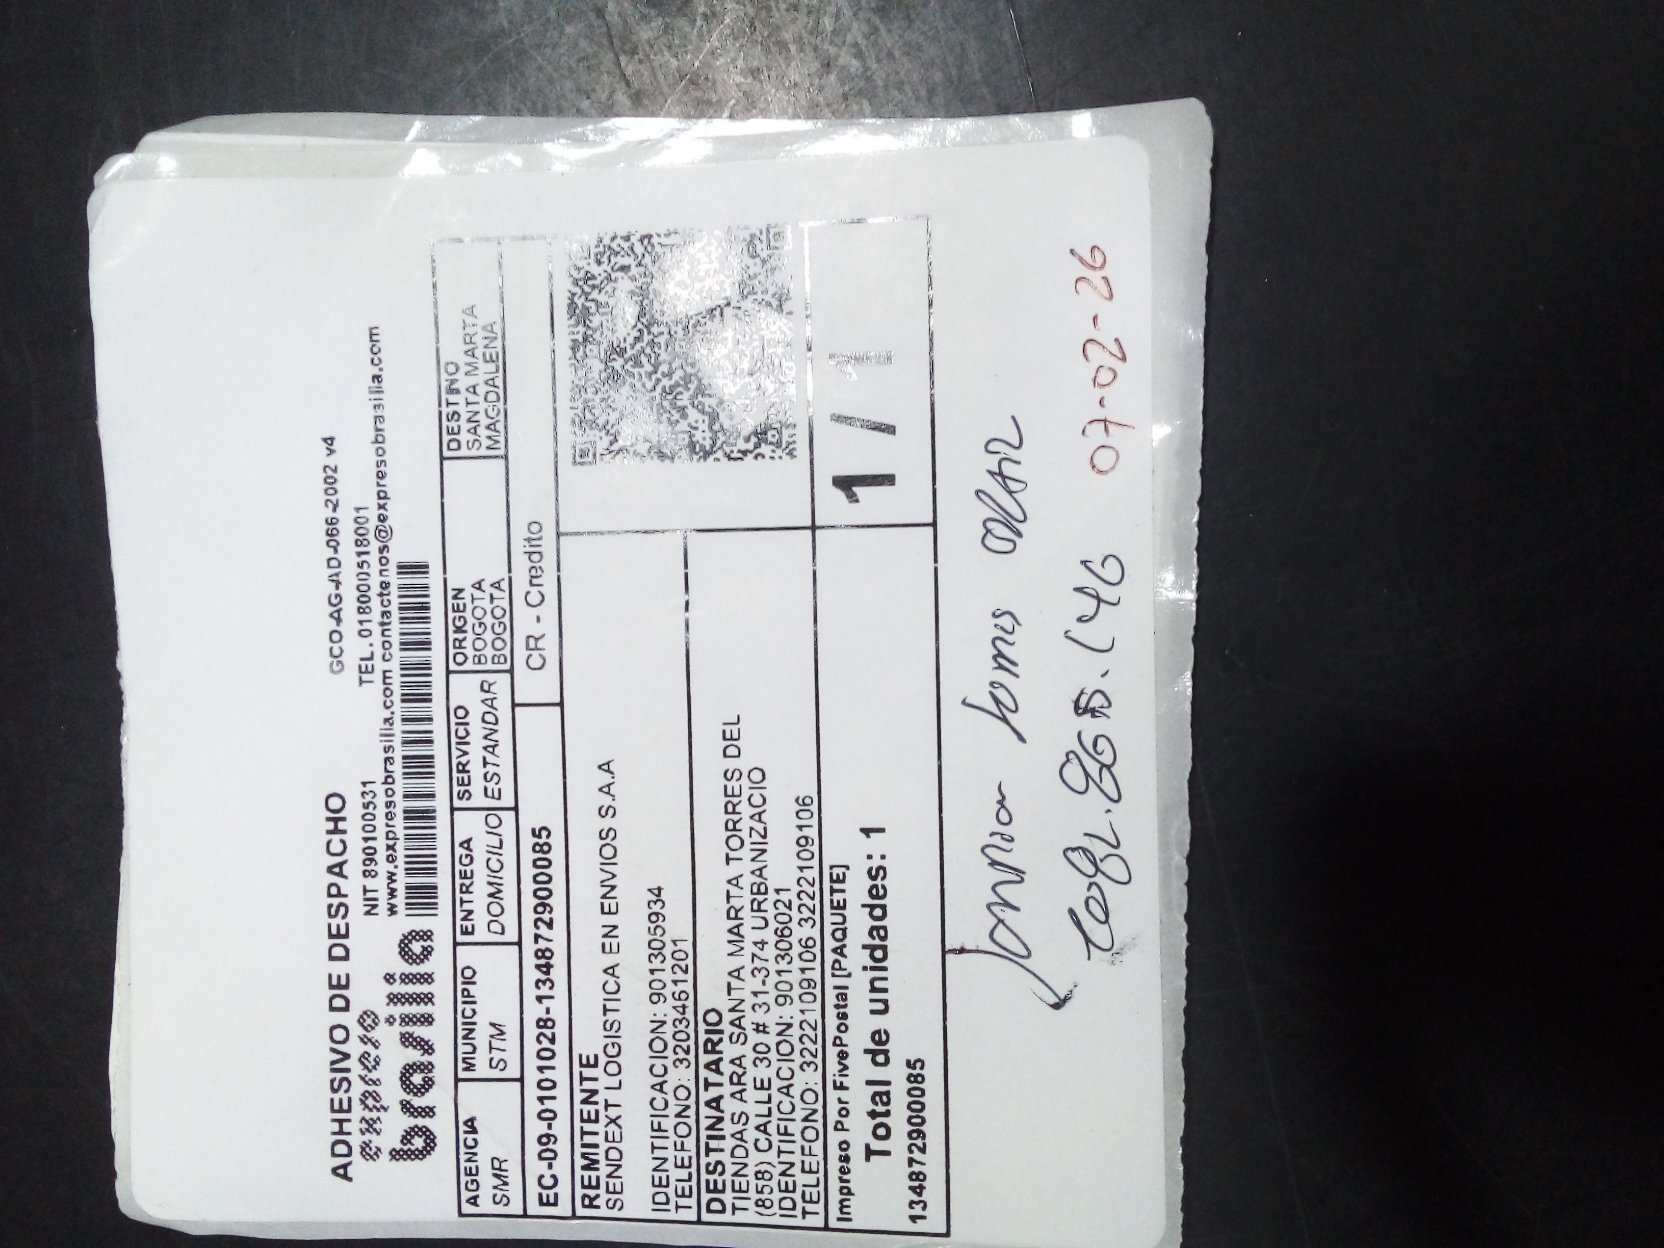 ADHESIVO DE DESPACHO
GCO-AG-AD-066-2002 v4
expreso
brasilia
NIT 890100531
TEL. 018000518001
www.expresobrasilia.com contactenos@expresobrasilia.com
AGENCIA
SMR
MUNICIPIO
STM
ENTREGA
DOMICILIO
SERVICIO
ESTANDAR
ORIGEN
BOGOTA
BOGOTA
DESTINO
SANTA MARTA
MAGDALENA
EC-09-0101028-134872900085
CR - Credito
REMITENTE
SENDEXT LOGISTICA EN ENVIOS S.A.A
IDENTIFICACION: 901305934
TELEFONO: 3203461201
DESTINATARIO
TIENDAS ARA SANTA MARTA TORRES DEL
(858) CALLE 30 # 31-374 URBANIZACIO
IDENTIFICACION: 901306021
TELEFONO: 3222109106 3222109106
Impreso Por FivePostal [PAQUETE]
Total de unidades: 1
1 / 1
134872900085
07-02-26